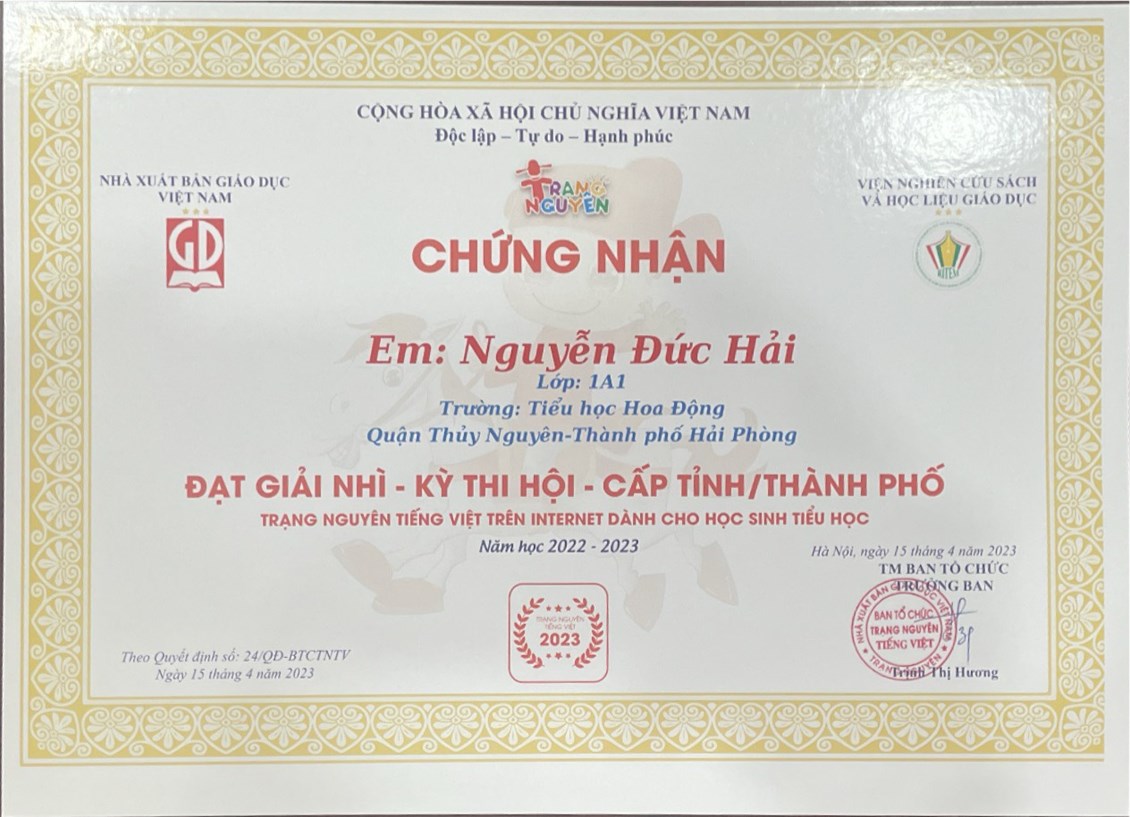 CỘNG HÒA XÃ HỘI CHỦ NGHĨA VIỆT NAM
Độc lập – Tự do – Hạnh phúc
NHÀ XUẤT BẢN GIÁO DỤC
VIỆT NAM
GD
TRẠNG
NGUYÊN
VIỆN NGHIÊN CỨU SÁCH
VÀ HỌC LIỆU GIÁO DỤC
CHỨNG NHẬN
Em: Nguyễn Đức Hải
Lớp: 1A1
Trường: Tiểu học Hoa Động
Quận Thủy Nguyên-Thành phố Hải Phòng
ĐẠT GIẢI NHÌ - KỲ THI HỘI - CẤP TỈNH/THÀNH PHỐ
TRẠNG NGUYÊN TIẾNG VIỆT TRÊN INTERNET DÀNH CHO HỌC SINH TIỂU HỌC
Năm học 2022 - 2023
Hà Nội, ngày 15 tháng 4 năm 2023
TM BAN TỔ CHỨC
TRƯỞNG BAN
BAN TỔ CHỨC
TRẠNG NGUYÊN
TIẾNG VIỆT
Trịnh Thị Hương
TRẠNG NGUYÊN
TIẾNG VIỆT
2023
Theo Quyết định số: 24/QĐ-BTCTNTV
Ngày 15 tháng 4 năm 2023